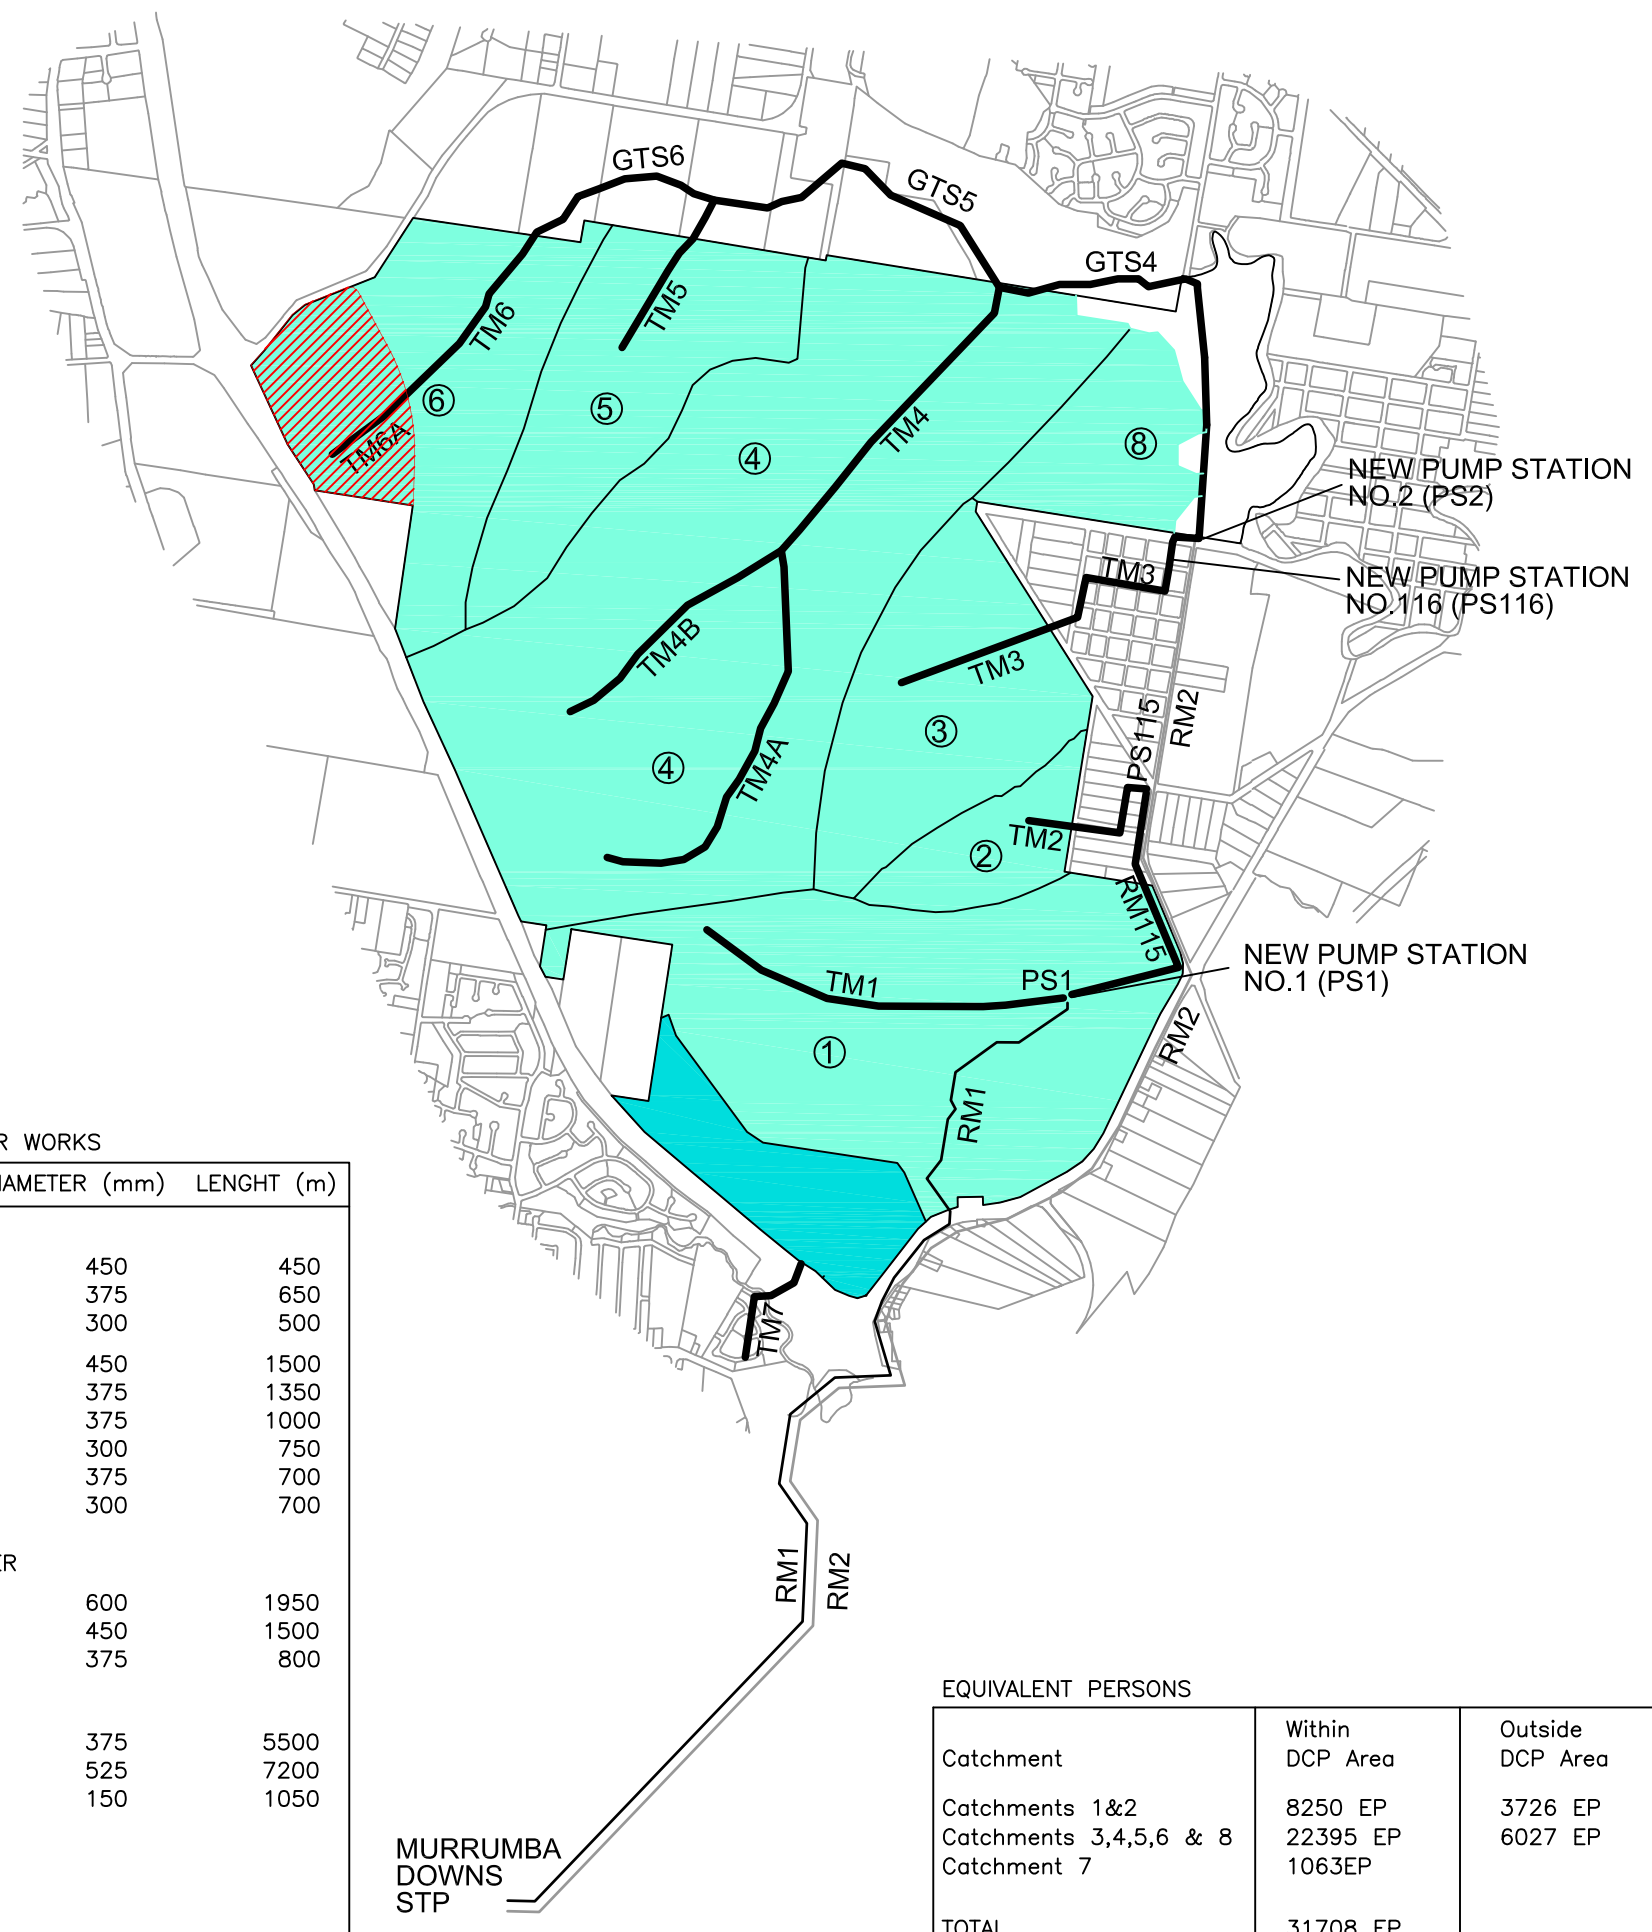 GTS6
GTS5
GTS4
TM6
TM5
TM6A
⑥
⑤
④
TM4
⑧
NEW PUMP STATION
NO.2 (PS2)
TM3
NEW PUMP STATION
NO.116 (PS116)
TM4B
TM3
③
④
TM4A
PS115
RM2
TM2
②
RM115
NEW PUMP STATION
NO.1 (PS1)
TM1
PS1
①
RM2
RM1
TM7
RM1
RM2
MURRUMBA
DOWNS
STP
R WORKS
IAMETER (mm) LENGHT (m)
450 450
375 650
300 500
450 1500
375 1350
375 1000
300 750
375 700
300 700
ER
600 1950
450 1500
375 800
375 5500
525 7200
150 1050
EQUIVALENT PERSONS
Within Outside
Catchment DCP Area DCP Area
Catchments 1&2 8250 EP 3726 EP
Catchments 3,4,5,6 & 8 22395 EP 6027 EP
Catchment 7 1063EP
TOTAL 31708 EP